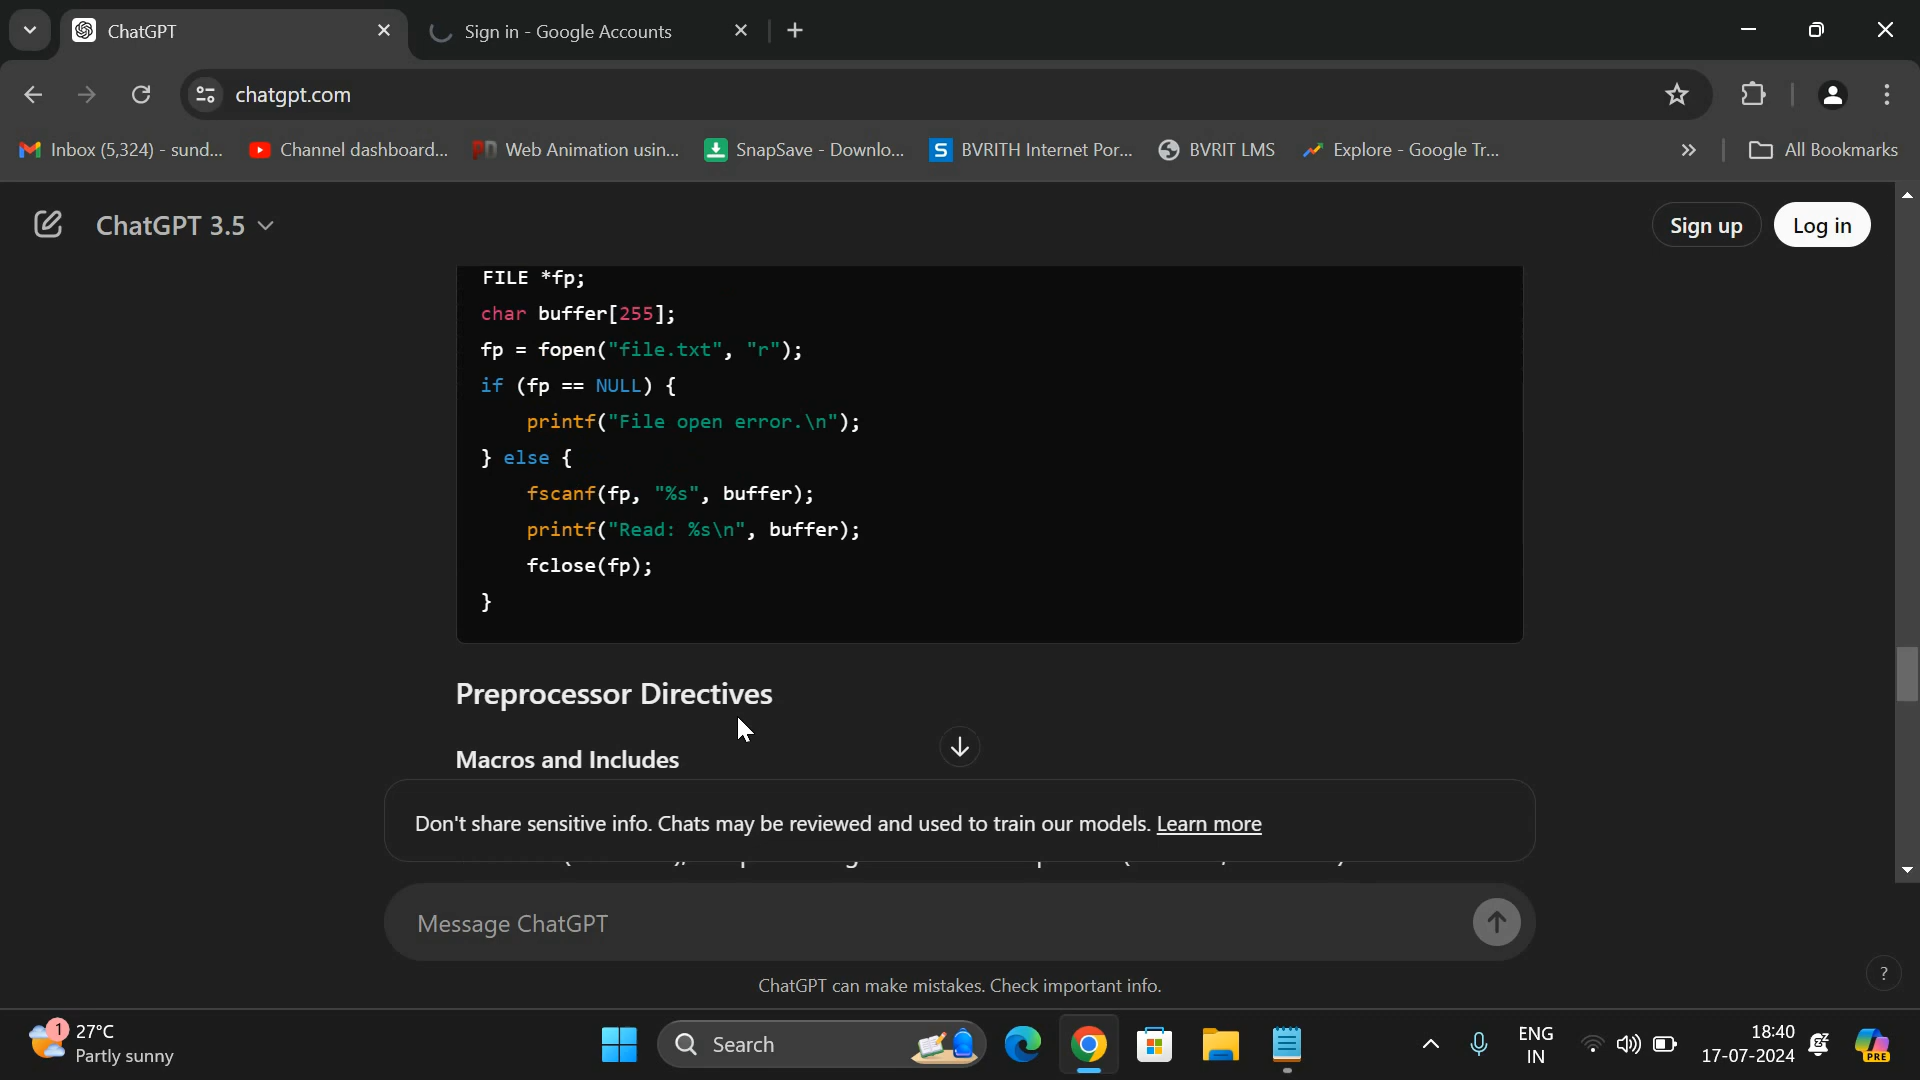 ChatGPT
Sign in - Google Accounts
chatgpt.com
Inbox (5,324) - sund...
Channel dashboard...
Web Animation usin...
SnapSave - Downlo...
BVRITH Internet Por...
BVRIT LMS
Explore - Google Tr...
All Bookmarks
ChatGPT 3.5
Sign up
Log in
FILE *fp;
char buffer[255];
fp = fopen("file.txt", "r");
if (fp == NULL) {
printf("File open error.\n");
} else {
fscanf(fp, "%s", buffer);
printf("Read: %s\n", buffer);
fclose(fp);
}
Preprocessor Directives
Macros and Includes
Don't share sensitive info. Chats may be reviewed and used to train our models. Learn more
Message ChatGPT
ChatGPT can make mistakes. Check important info.
?
1
27°C
Partly sunny
Search
ENG
IN
18:40
17-07-2024
PRE